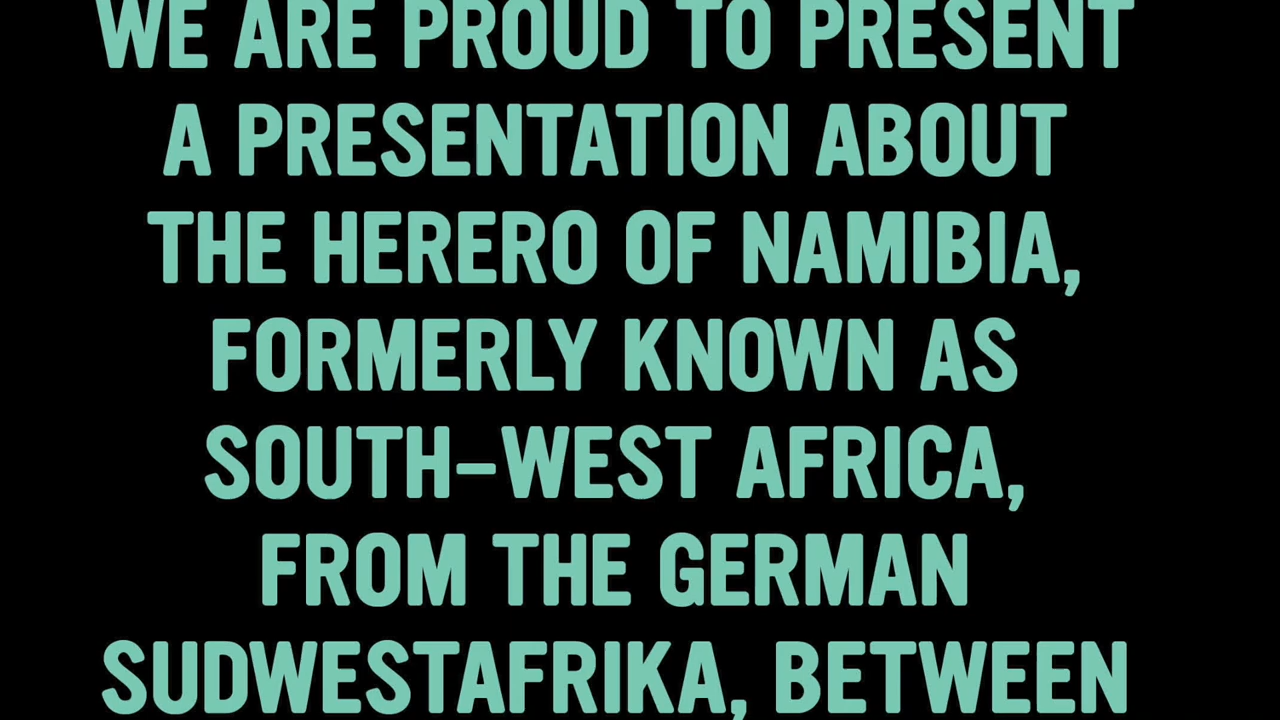 WE ARE PROUD TO PRESENT
A PRESENTATION ABOUT
THE HERERO OF NAMIBIA,
FORMERLY KNOWN AS
SOUTH–WEST AFRICA,
FROM THE GERMAN
SUDWESTAFRIKA, BETWEEN